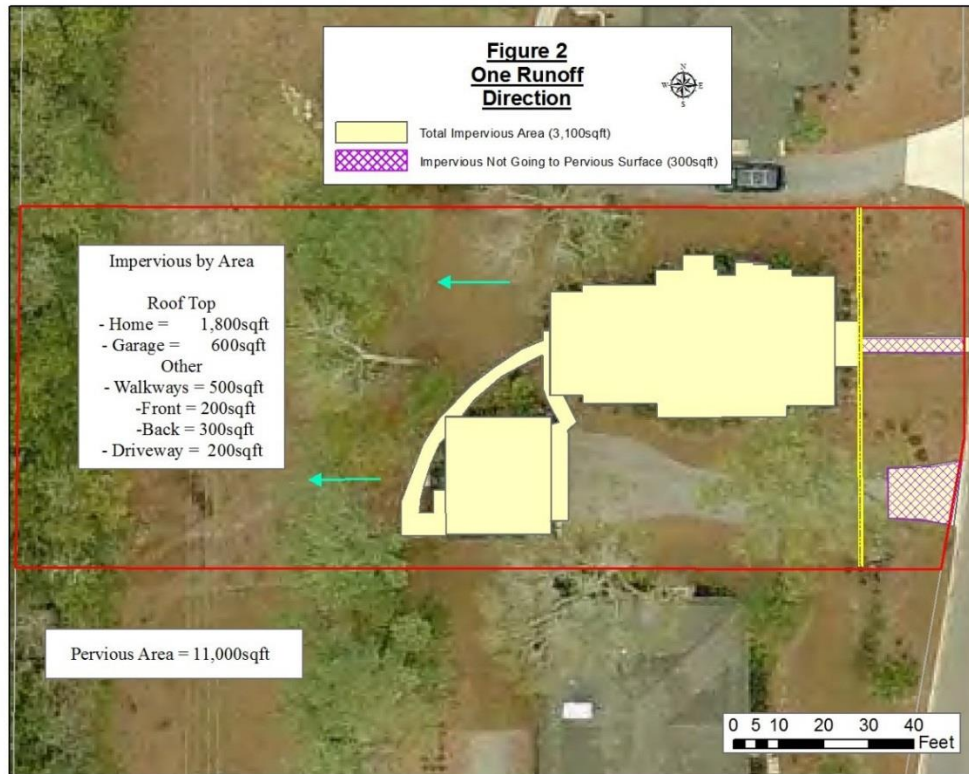 Figure 2
One Runoff
Direction
N
W E
S
Total Impervious Area (3,100sqft)
Impervious Not Going to Pervious Surface (300sqft)
Impervious by Area
Roof Top
- Home = 1,800sqft
- Garage = 600sqft
Other
- Walkways = 500sqft
-Front = 200sqft
-Back = 300sqft
- Driveway = 200sqft
Pervious Area = 11,000sqft
0 5 10 20 30 40
Feet